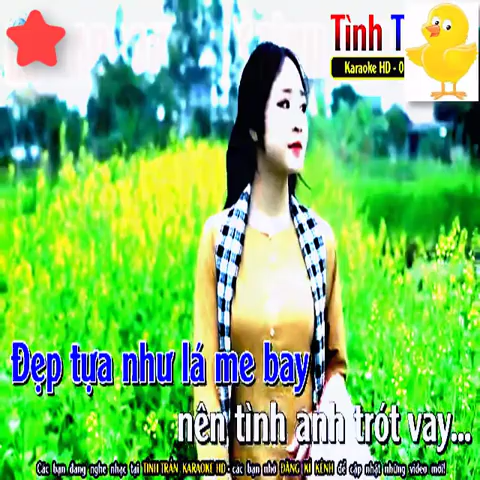 Tình T
Karaoke HD - 0
Đẹp tựa như lá me bay
nên tình anh trót vay...
Các bạn đang nghe nhạc tại TÌNH TRẦN KARAOKE HD - các bạn nhớ ĐĂNG KÍ KÊNH để cập nhật những video mới!